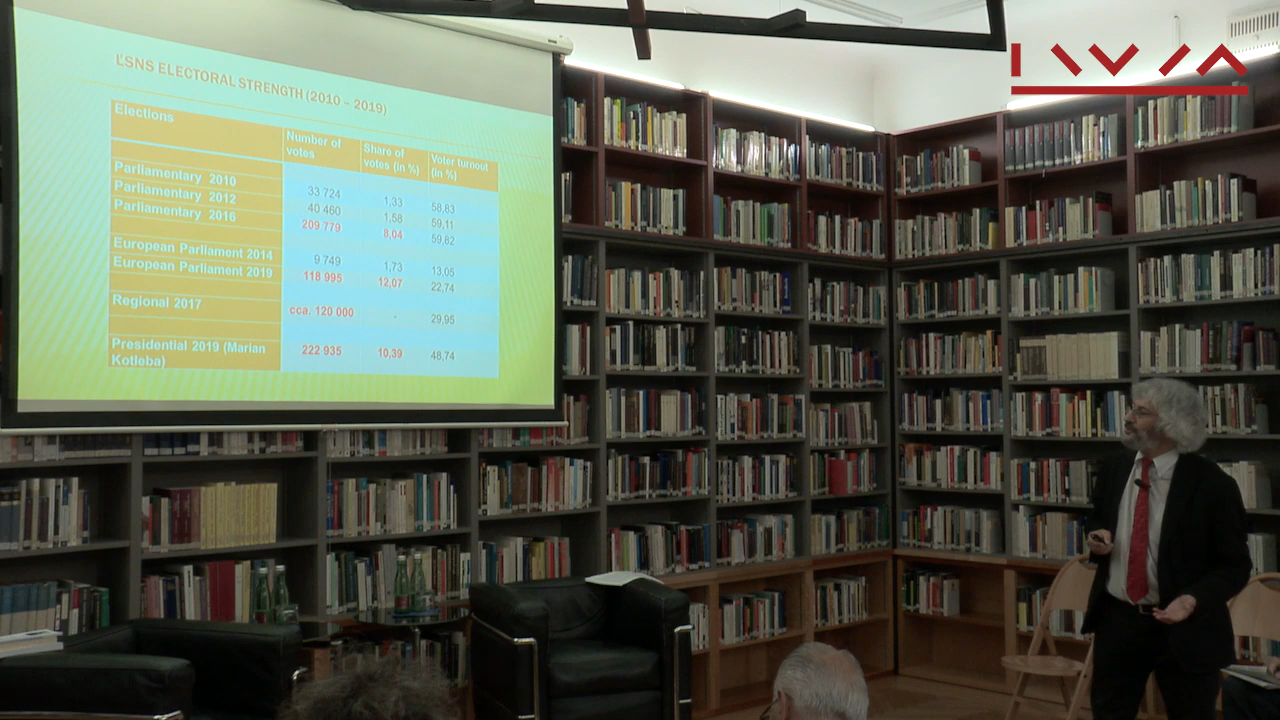 ĽSNS ELECTORAL STRENGTH (2010 – 2019)
Elections
Number of votes
Share of votes (in %)
Voter turnout (in %)
Parliamentary 2010 33 724 1,33 58,83
Parliamentary 2012 40 460 1,58 59,11
Parliamentary 2016 209 779 8,04 59,82
European Parliament 2014 9 749 1,73 13,05
European Parliament 2019 118 995 12,07 22,74
Regional 2017 cca. 120 000 - 29,95
Presidential 2019 (Marian Kotleba) 222 935 10,39 48,74